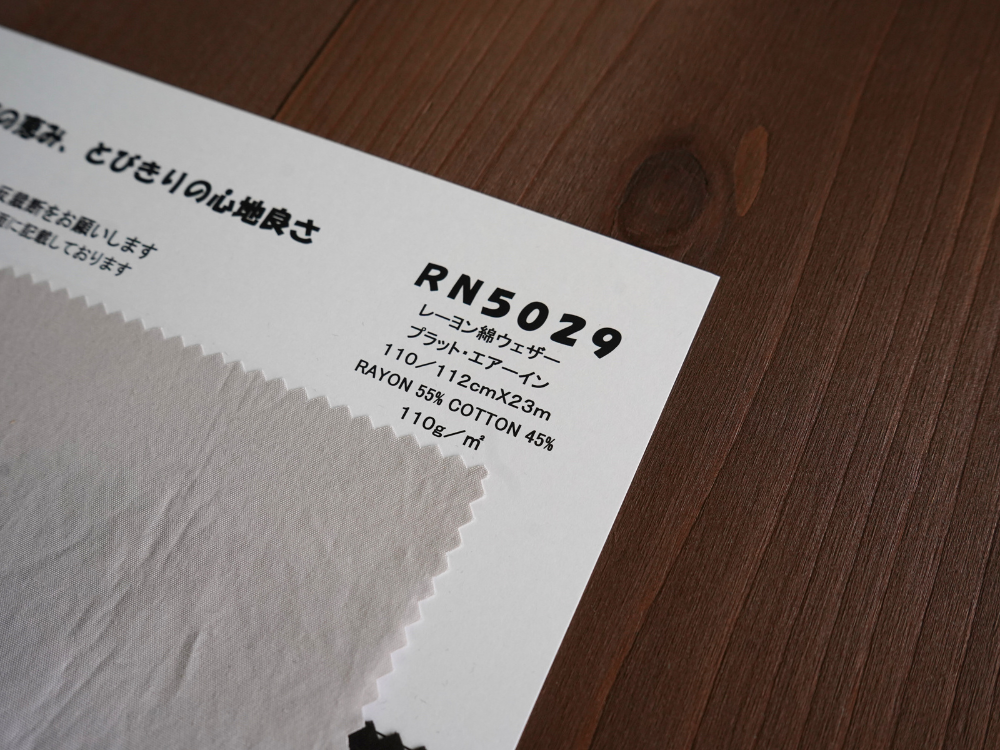 の恵み、とびきりの心地良さ
裁断をお願いします
に記載しております
RN5029
レーヨン綿ウェザー
プラット・エアーイン
110／112cmX23m
RAYON 55% COTTON 45%
110g／㎡